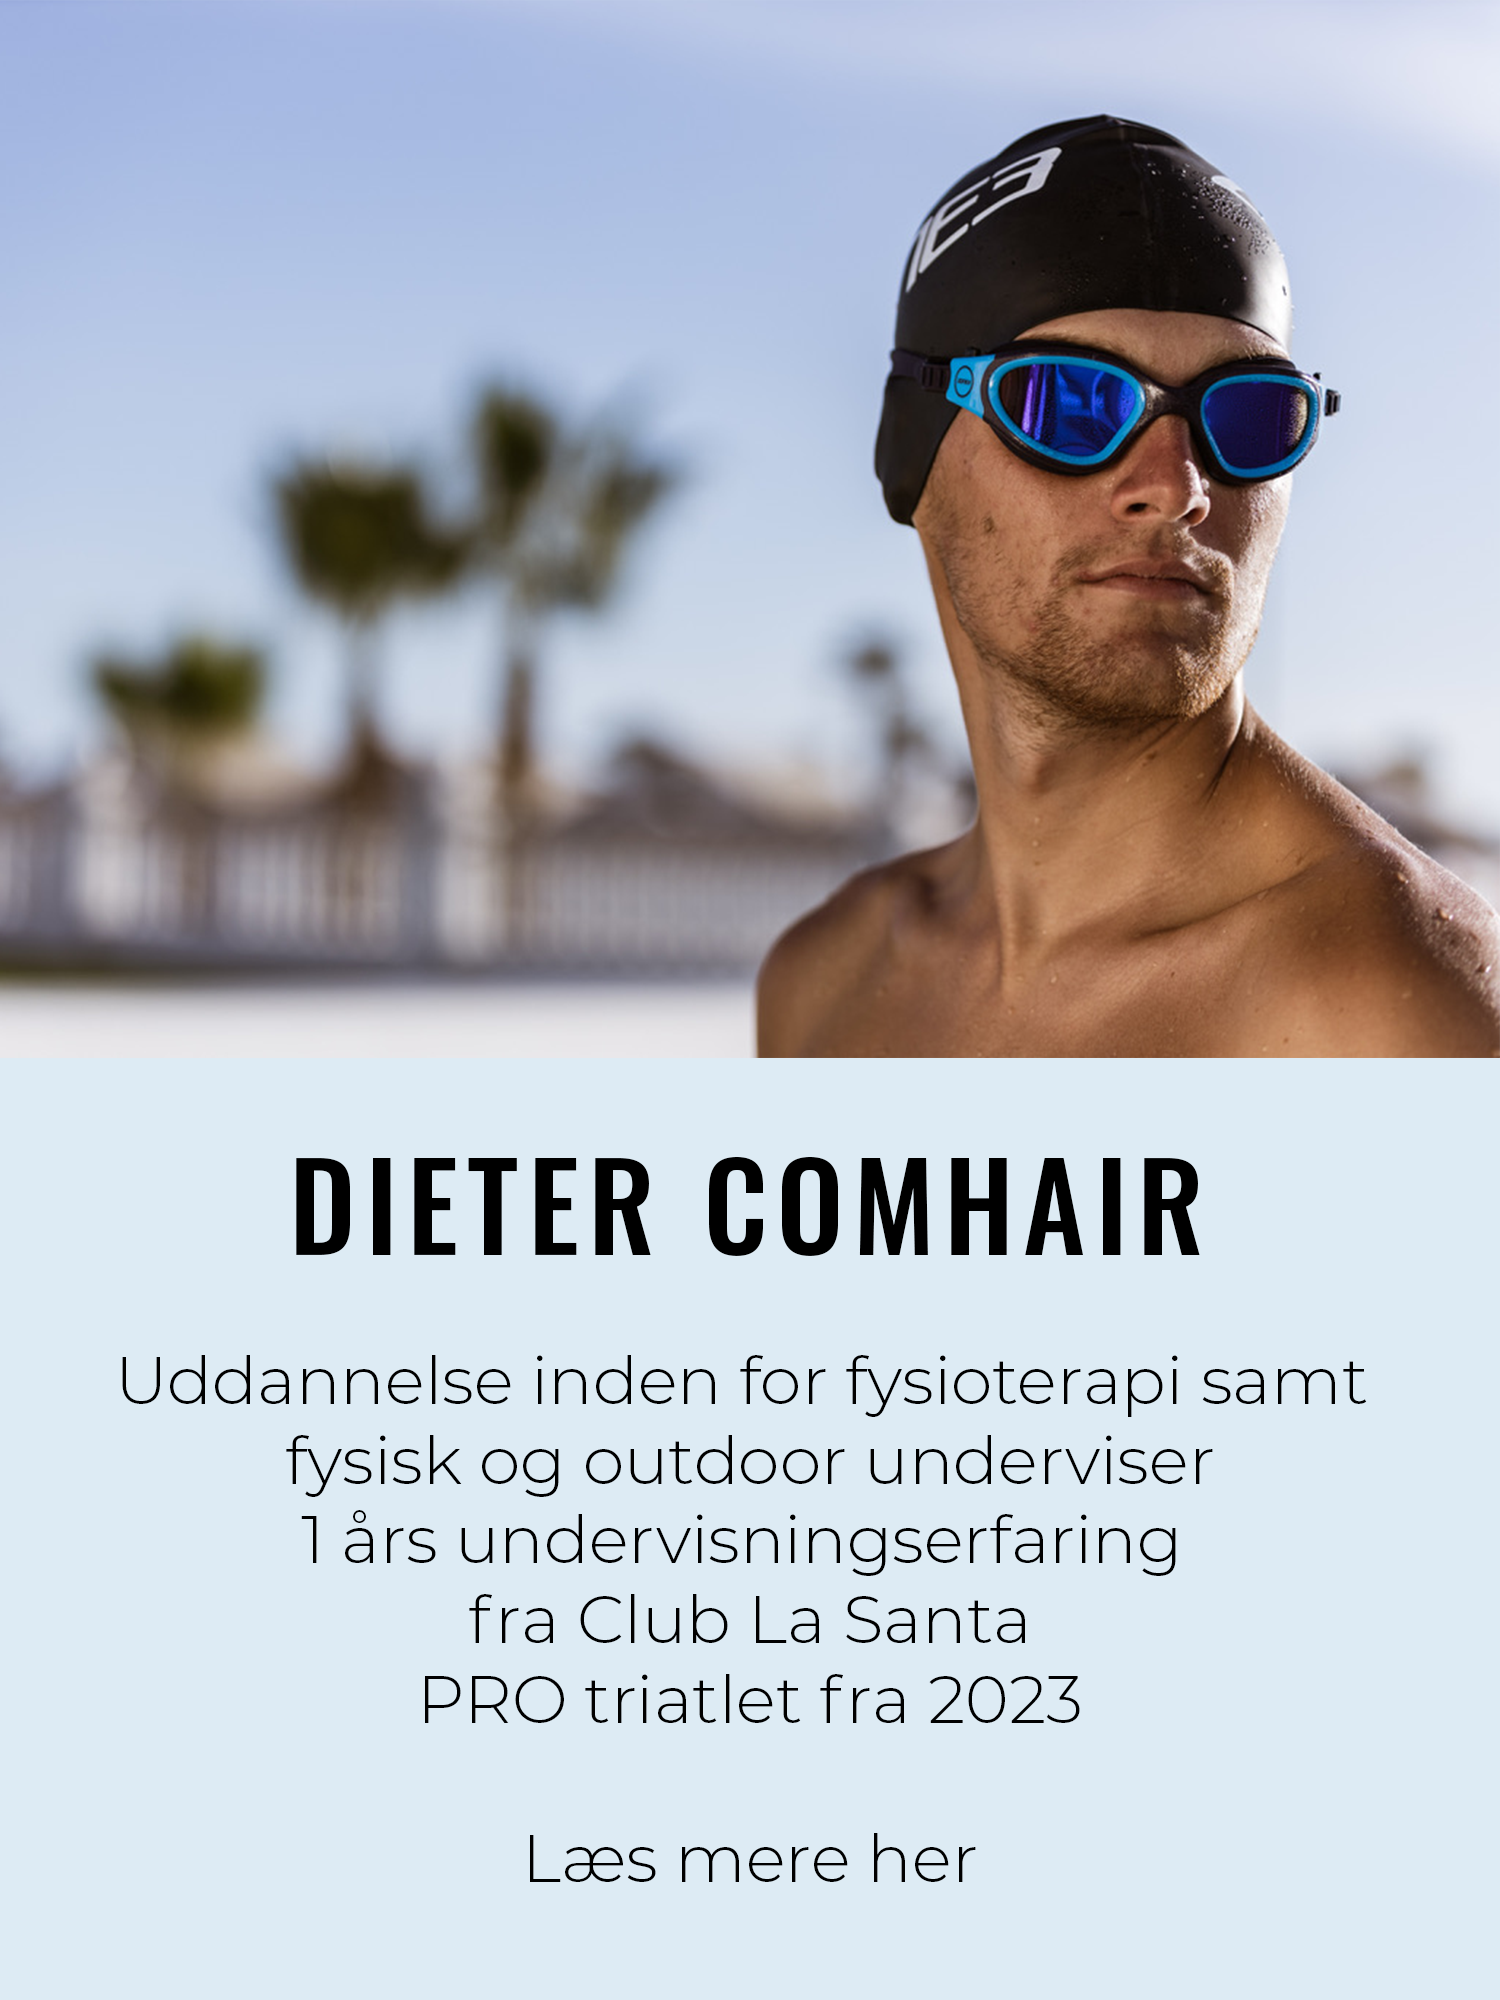 NE3
DIETER COMHAIR
Uddannelse inden for fysioterapi samt
fysisk og outdoor underviser
1 års undervisningserfaring
fra Club La Santa
PRO triatlet fra 2023
Læs mere her